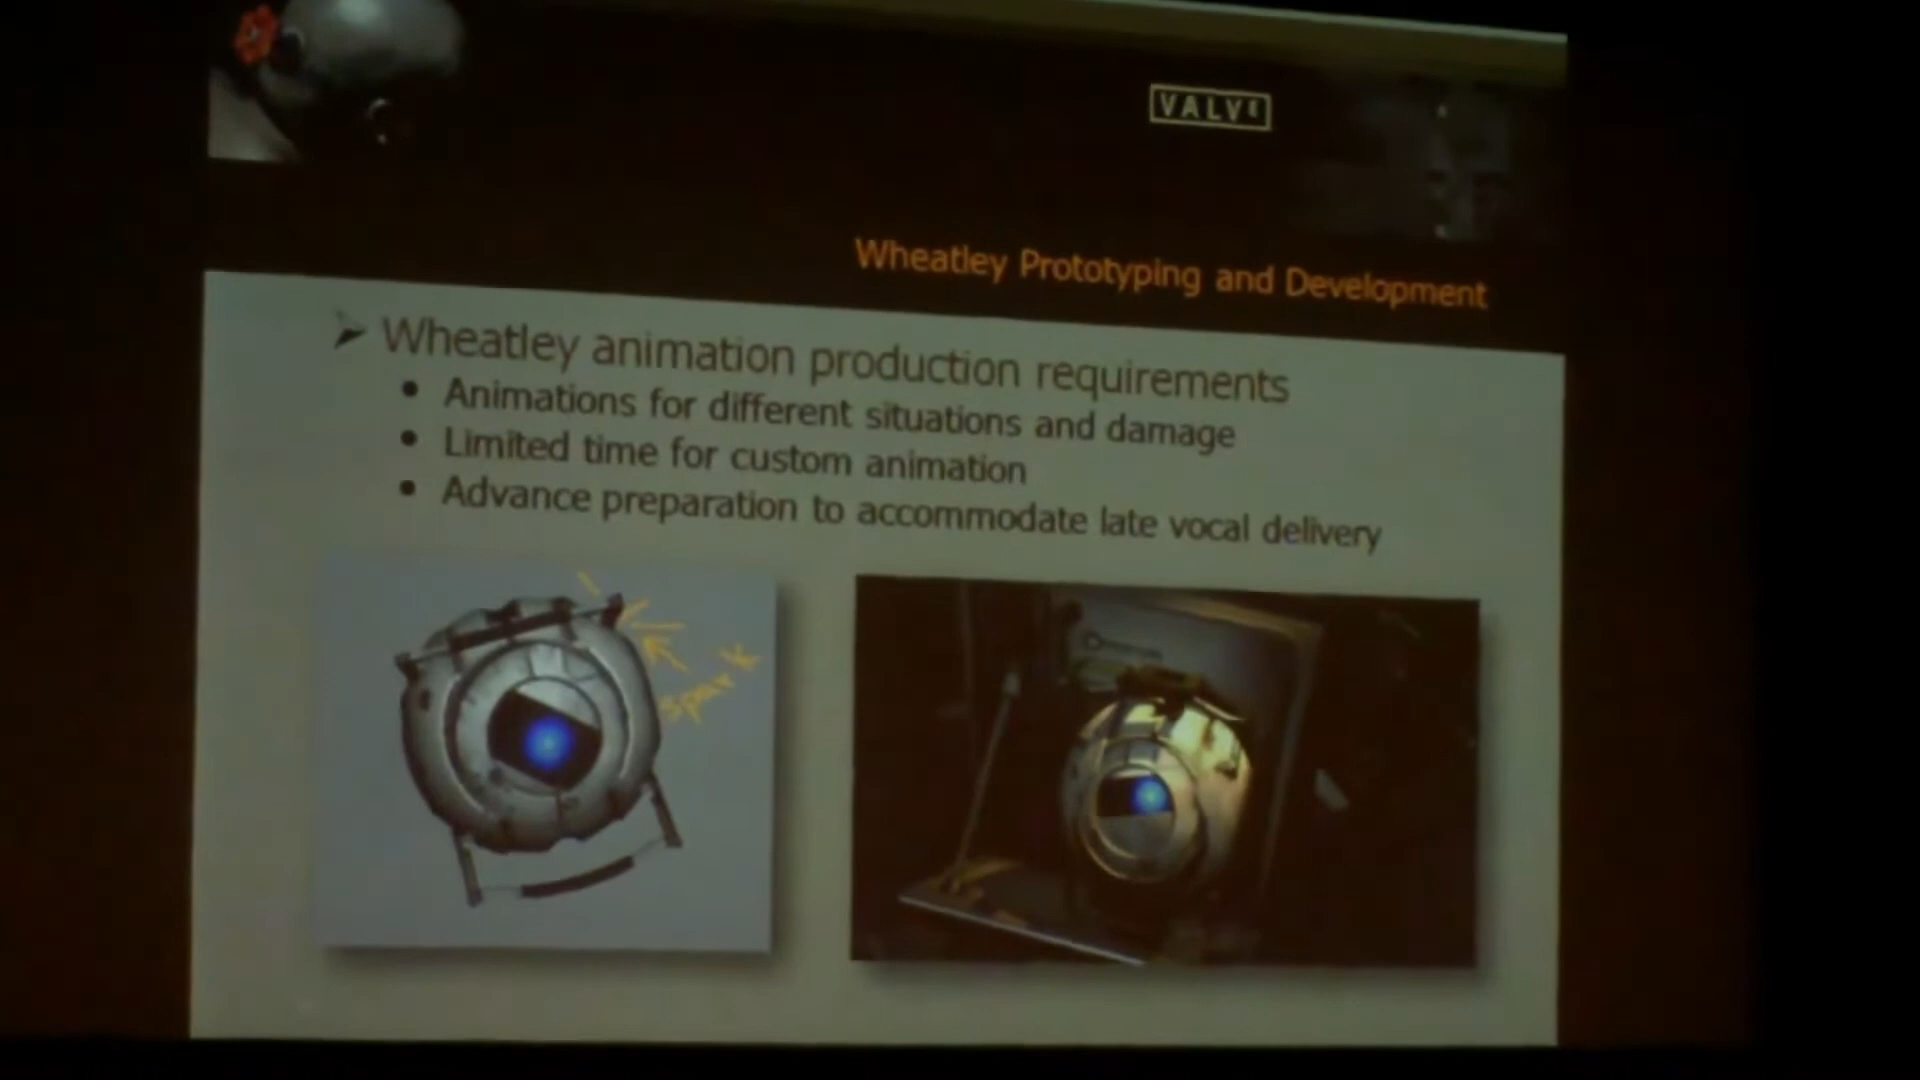 VALVE
Wheatley Prototyping and Development
Wheatley animation production requirements
Animations for different situations and damage
Limited time for custom animation
Advance preparation to accommodate late vocal delivery
spark